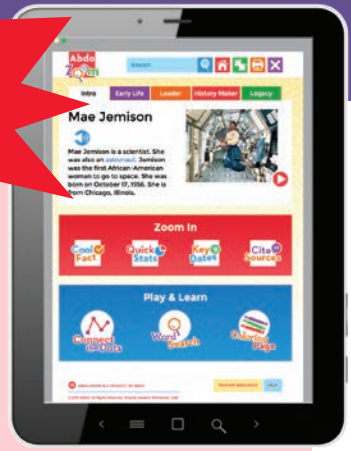 Abdo
Zoom
Search
Intro
Early Life
Leader
History Maker
Legacy
Mae Jemison
Mae Jemison is a scientist. She
was also an astronaut. Jemison
was the first African-American
woman to go to space. She was
born on October 17, 1956. She is
from Chicago, Illinois.
Zoom In
Cool
Fact
Quick
Stats
Key
Dates
Cite
Sources
Play & Learn
Connect
the Dots
Word
Search
Coloring
Page
HELP